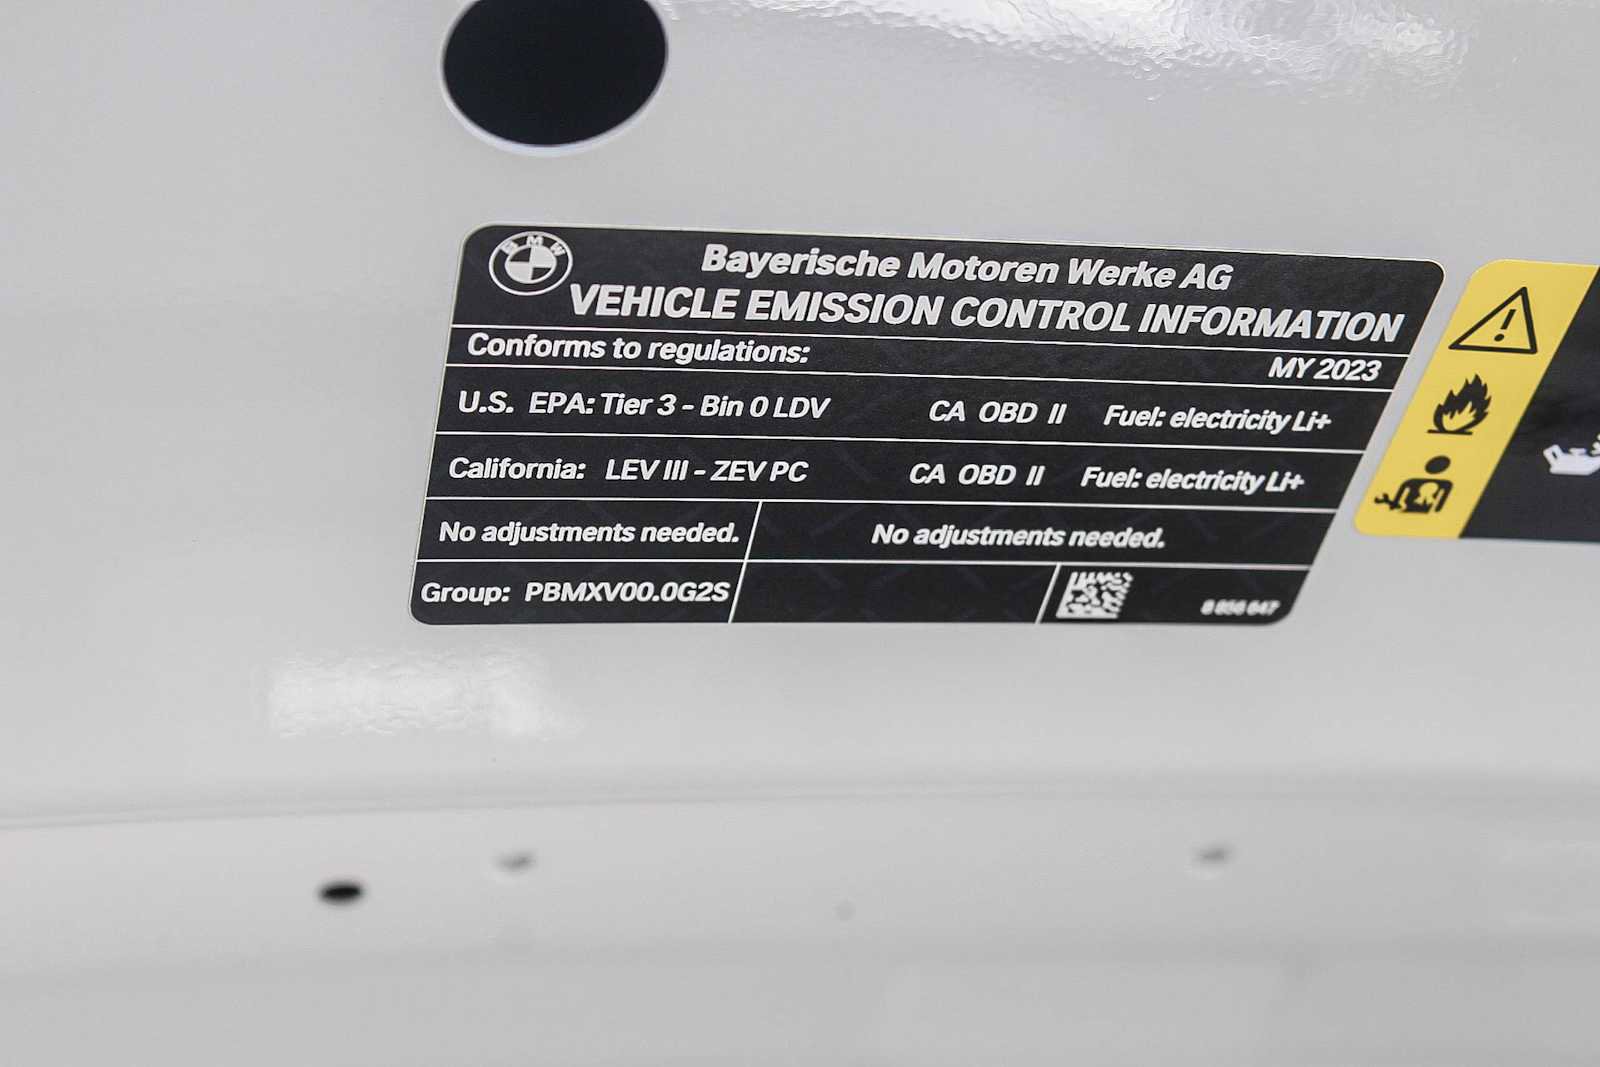 BMW
Bayerische Motoren Werke AG
VEHICLE EMISSION CONTROL INFORMATION
Conforms to regulations: MY 2023
U.S. EPA: Tier 3 - Bin 0 LDV CA OBD II Fuel: electricity Li+
California: LEV III - ZEV PC CA OBD II Fuel: electricity Li+
No adjustments needed. No adjustments needed.
Group: PBMXV00.0G2S